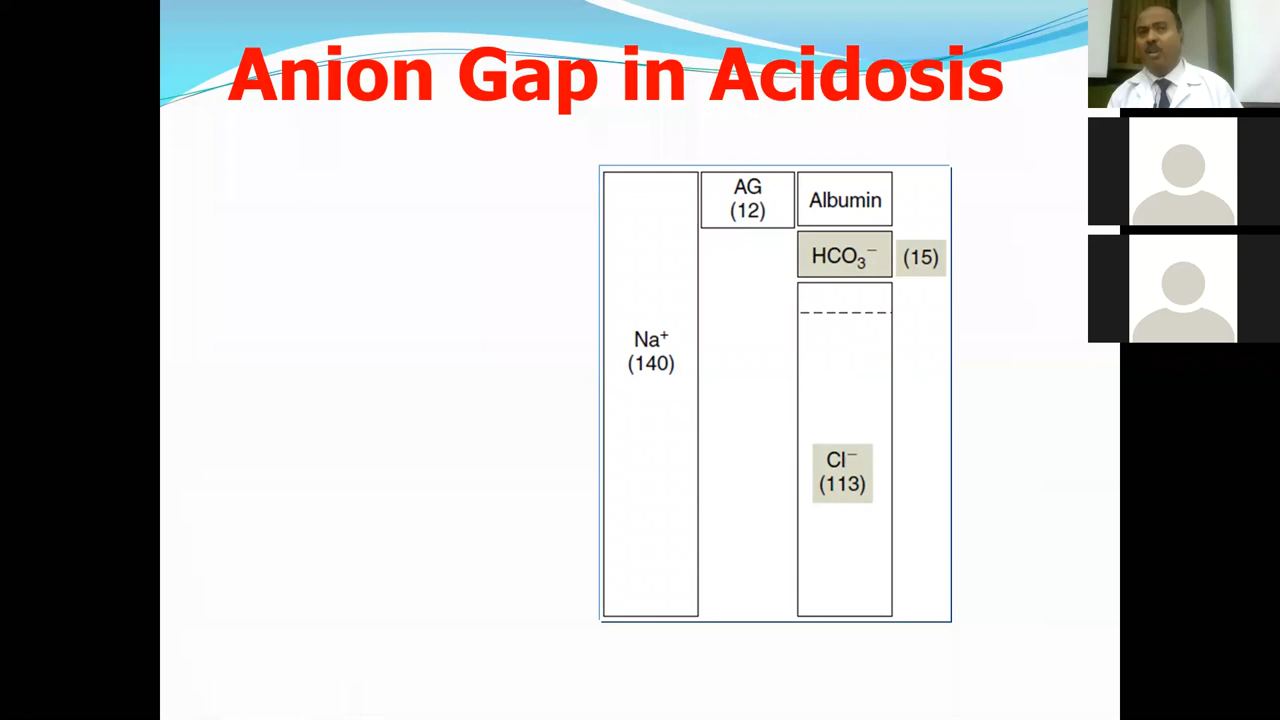 Anion Gap in Acidosis
AG
(12)
Albumin
HCO₃⁻
(15)
Na⁺
(140)
Cl⁻
(113)